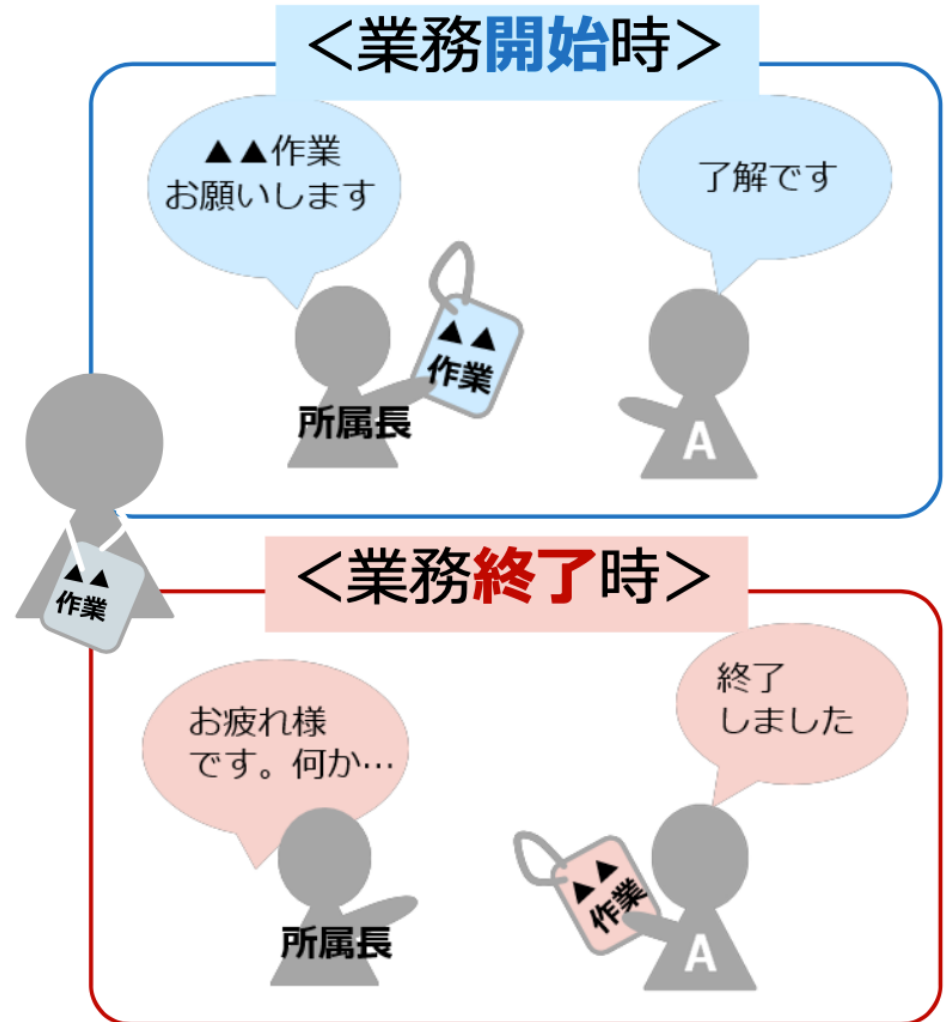 <業務開始時>
▲▲作業
お願いします
了解です
▲▲
作業
所属長
A
▲▲
作業
<業務終了時>
お疲れ様
です。何か…
終了
しました
▲▲
作業
所属長
A